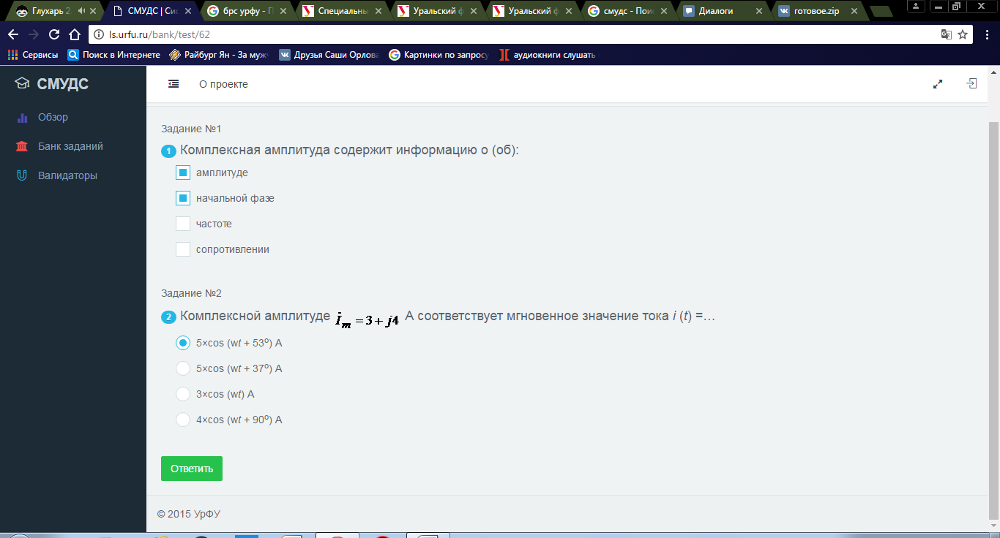 Глухарь 2
СМУДС | Сис
брс урфу - П
Специальны
Уральский ф
Уральский ф
смудс - Пои
Диалоги
готовое.zip
ls.urfu.ru/bank/test/62
Сервисы
Поиск в Интернете
Райбург Ян - За муж
Друзья Саши Орлова
Картинки по запросу
аудиокниги слушать
СМУДС
О проекте
Обзор
Банк заданий
Валидаторы
Задание №1
1 Комплексная амплитуда содержит информацию о (об):
амплитуде
начальной фазе
частоте
сопротивлении
Задание №2
2 Комплексной амплитуде İm = 3 + j4 А соответствует мгновенное значение тока i (t) =…
5×cos (wt + 53º) А
5×cos (wt + 37º) А
3×cos (wt) А
4×cos (wt + 90º) А
Ответить
© 2015 УрФУ